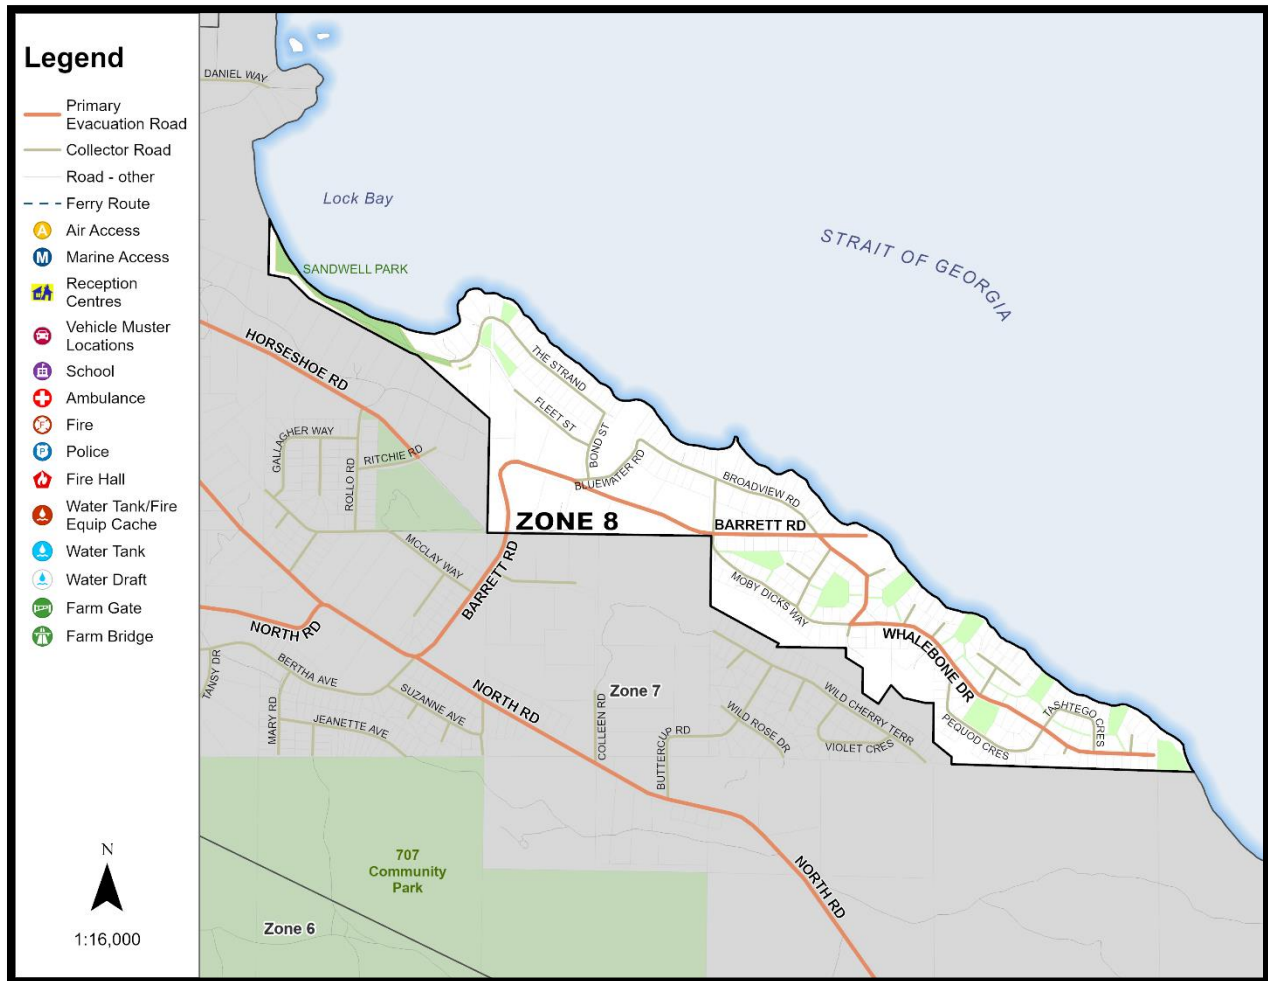 Legend
Primary
Evacuation Road
Collector Road
Road - other
Ferry Route
A
Air Access
M
Marine Access
Reception
Centres
Vehicle Muster
Locations
School
Ambulance
F
Fire
P
Police
Fire Hall
Water Tank/Fire
Equip Cache
Water Tank
Water Draft
Farm Gate
Farm Bridge
N
1:16,000
DANIEL WAY
Lock Bay
STRAIT OF GEORGIA
SANDWELL PARK
HORSESHOE RD
THE STRAND
FLEET ST
BOND ST
BLUEWATER RD
GALLAGHER WAY
ROLLO RD
RITCHIE RD
BROADVIEW RD
ZONE 8
BARRETT RD
MCCLAY WAY
BARRETT RD
MOBY DICKS WAY
WHALEBONE DR
NORTH RD
TANSY DR
BERTHA AVE
MARY RD
SUZANNE AVE
JEANETTE AVE
NORTH RD
COLLEEN RD
Zone 7
BUTTERCUP RD
WILD ROSE DR
WILD CHERRY TERR
VIOLET CRES
PEQUOD CRES
TASHTEGO CRES
707
Community
Park
NORTH RD
Zone 6